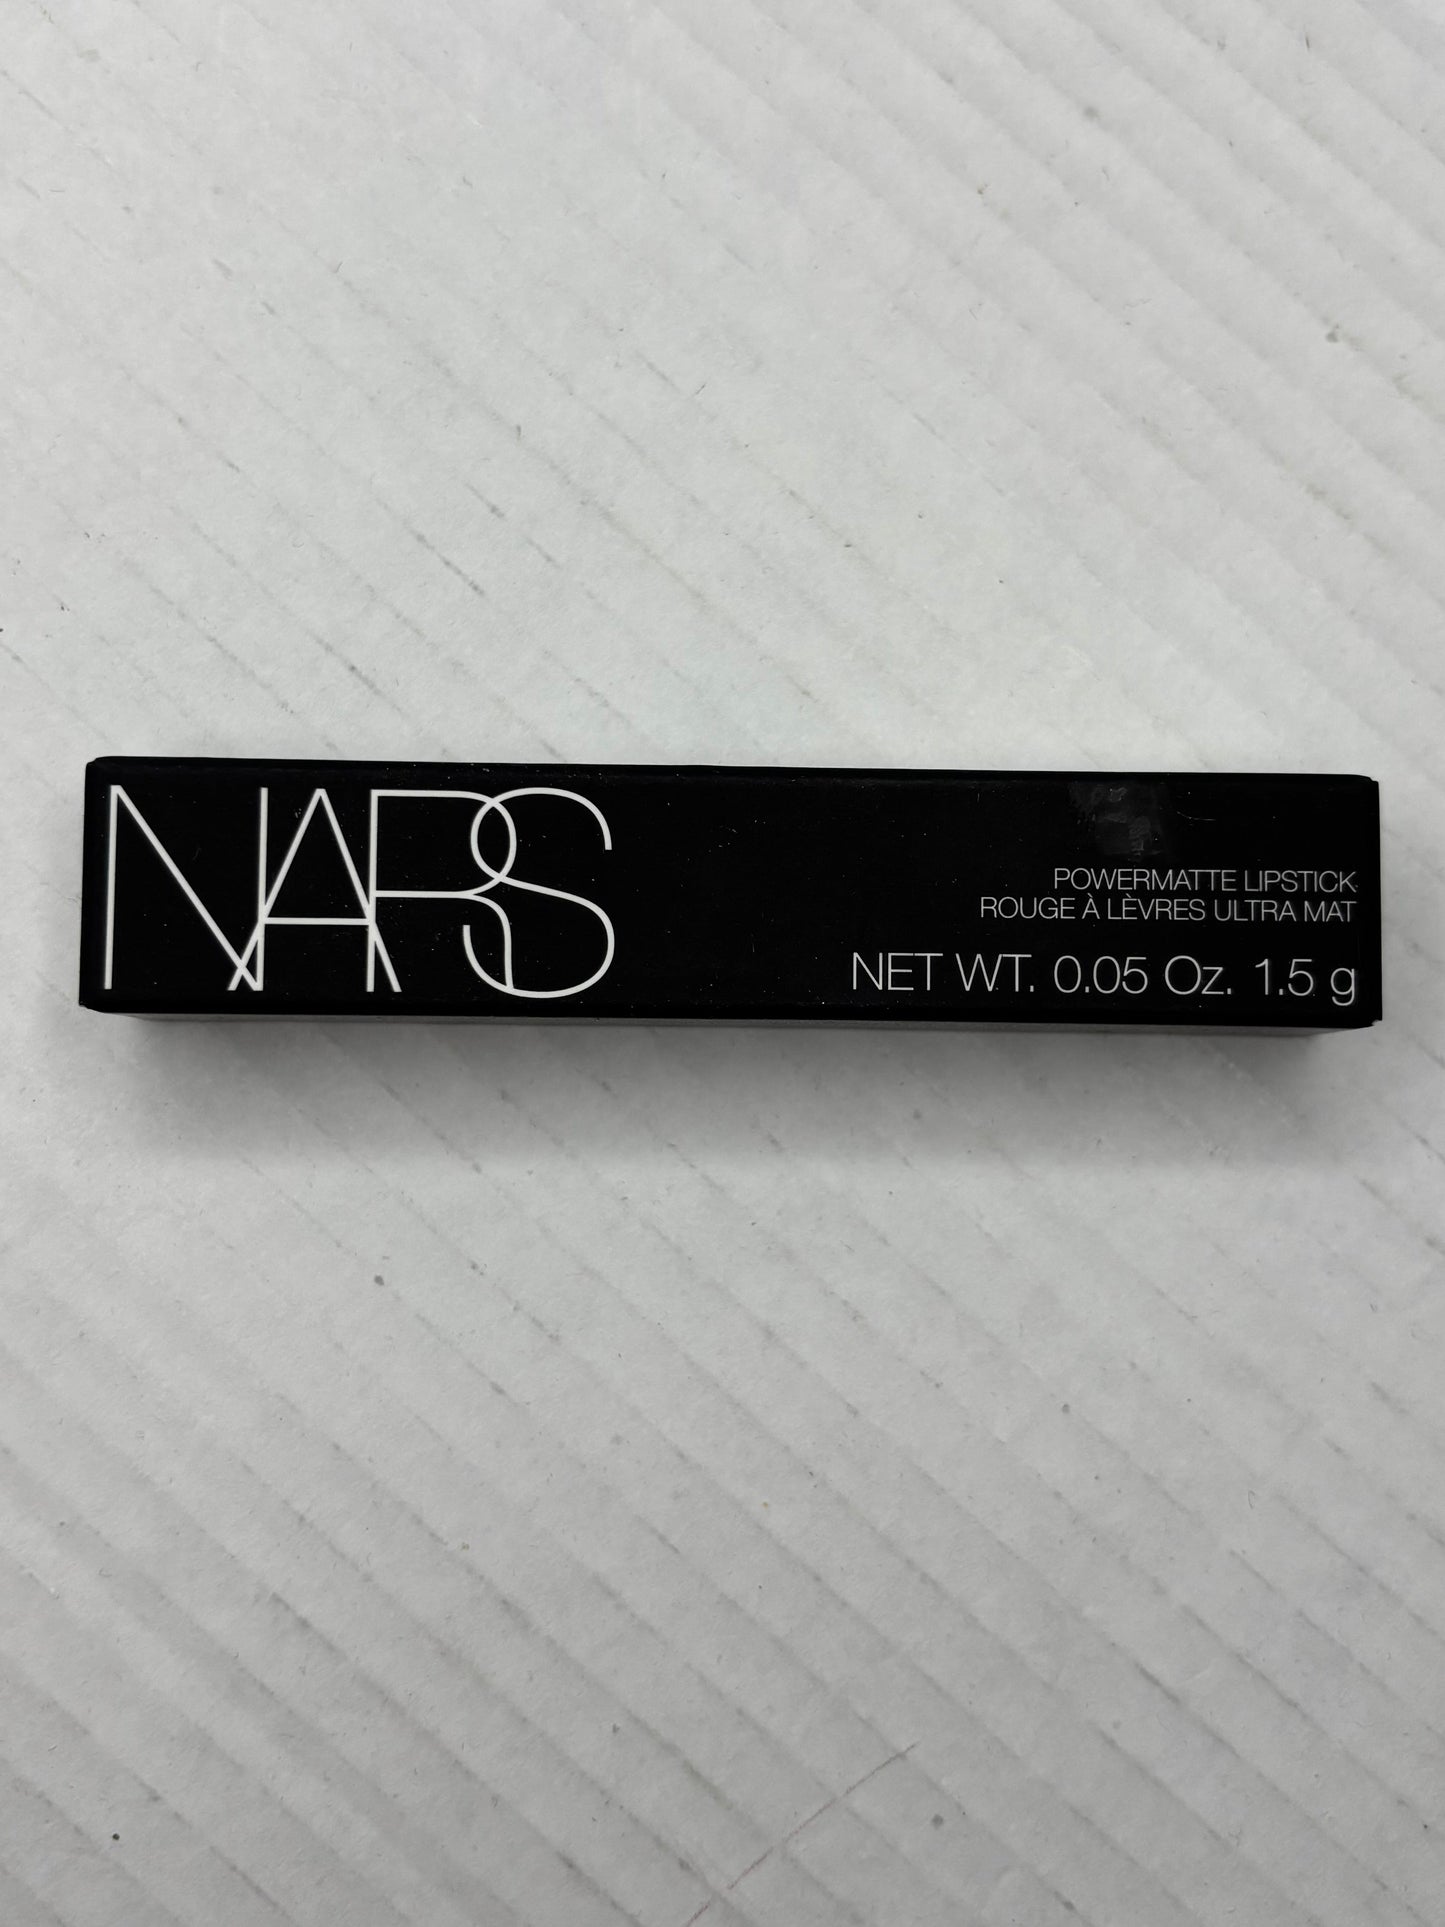 NARS
POWERMATTE LIPSTICK
ROUGE À LÈVRES ULTRA MAT
NET WT. 0.05 Oz. 1.5 g